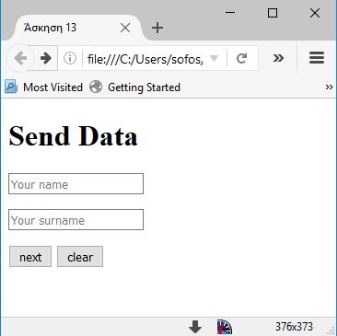 Άσκηση 13
file:///C:/Users/sofos,
Most Visited Getting Started
Send Data
Your name
Your surname
next clear
376x373